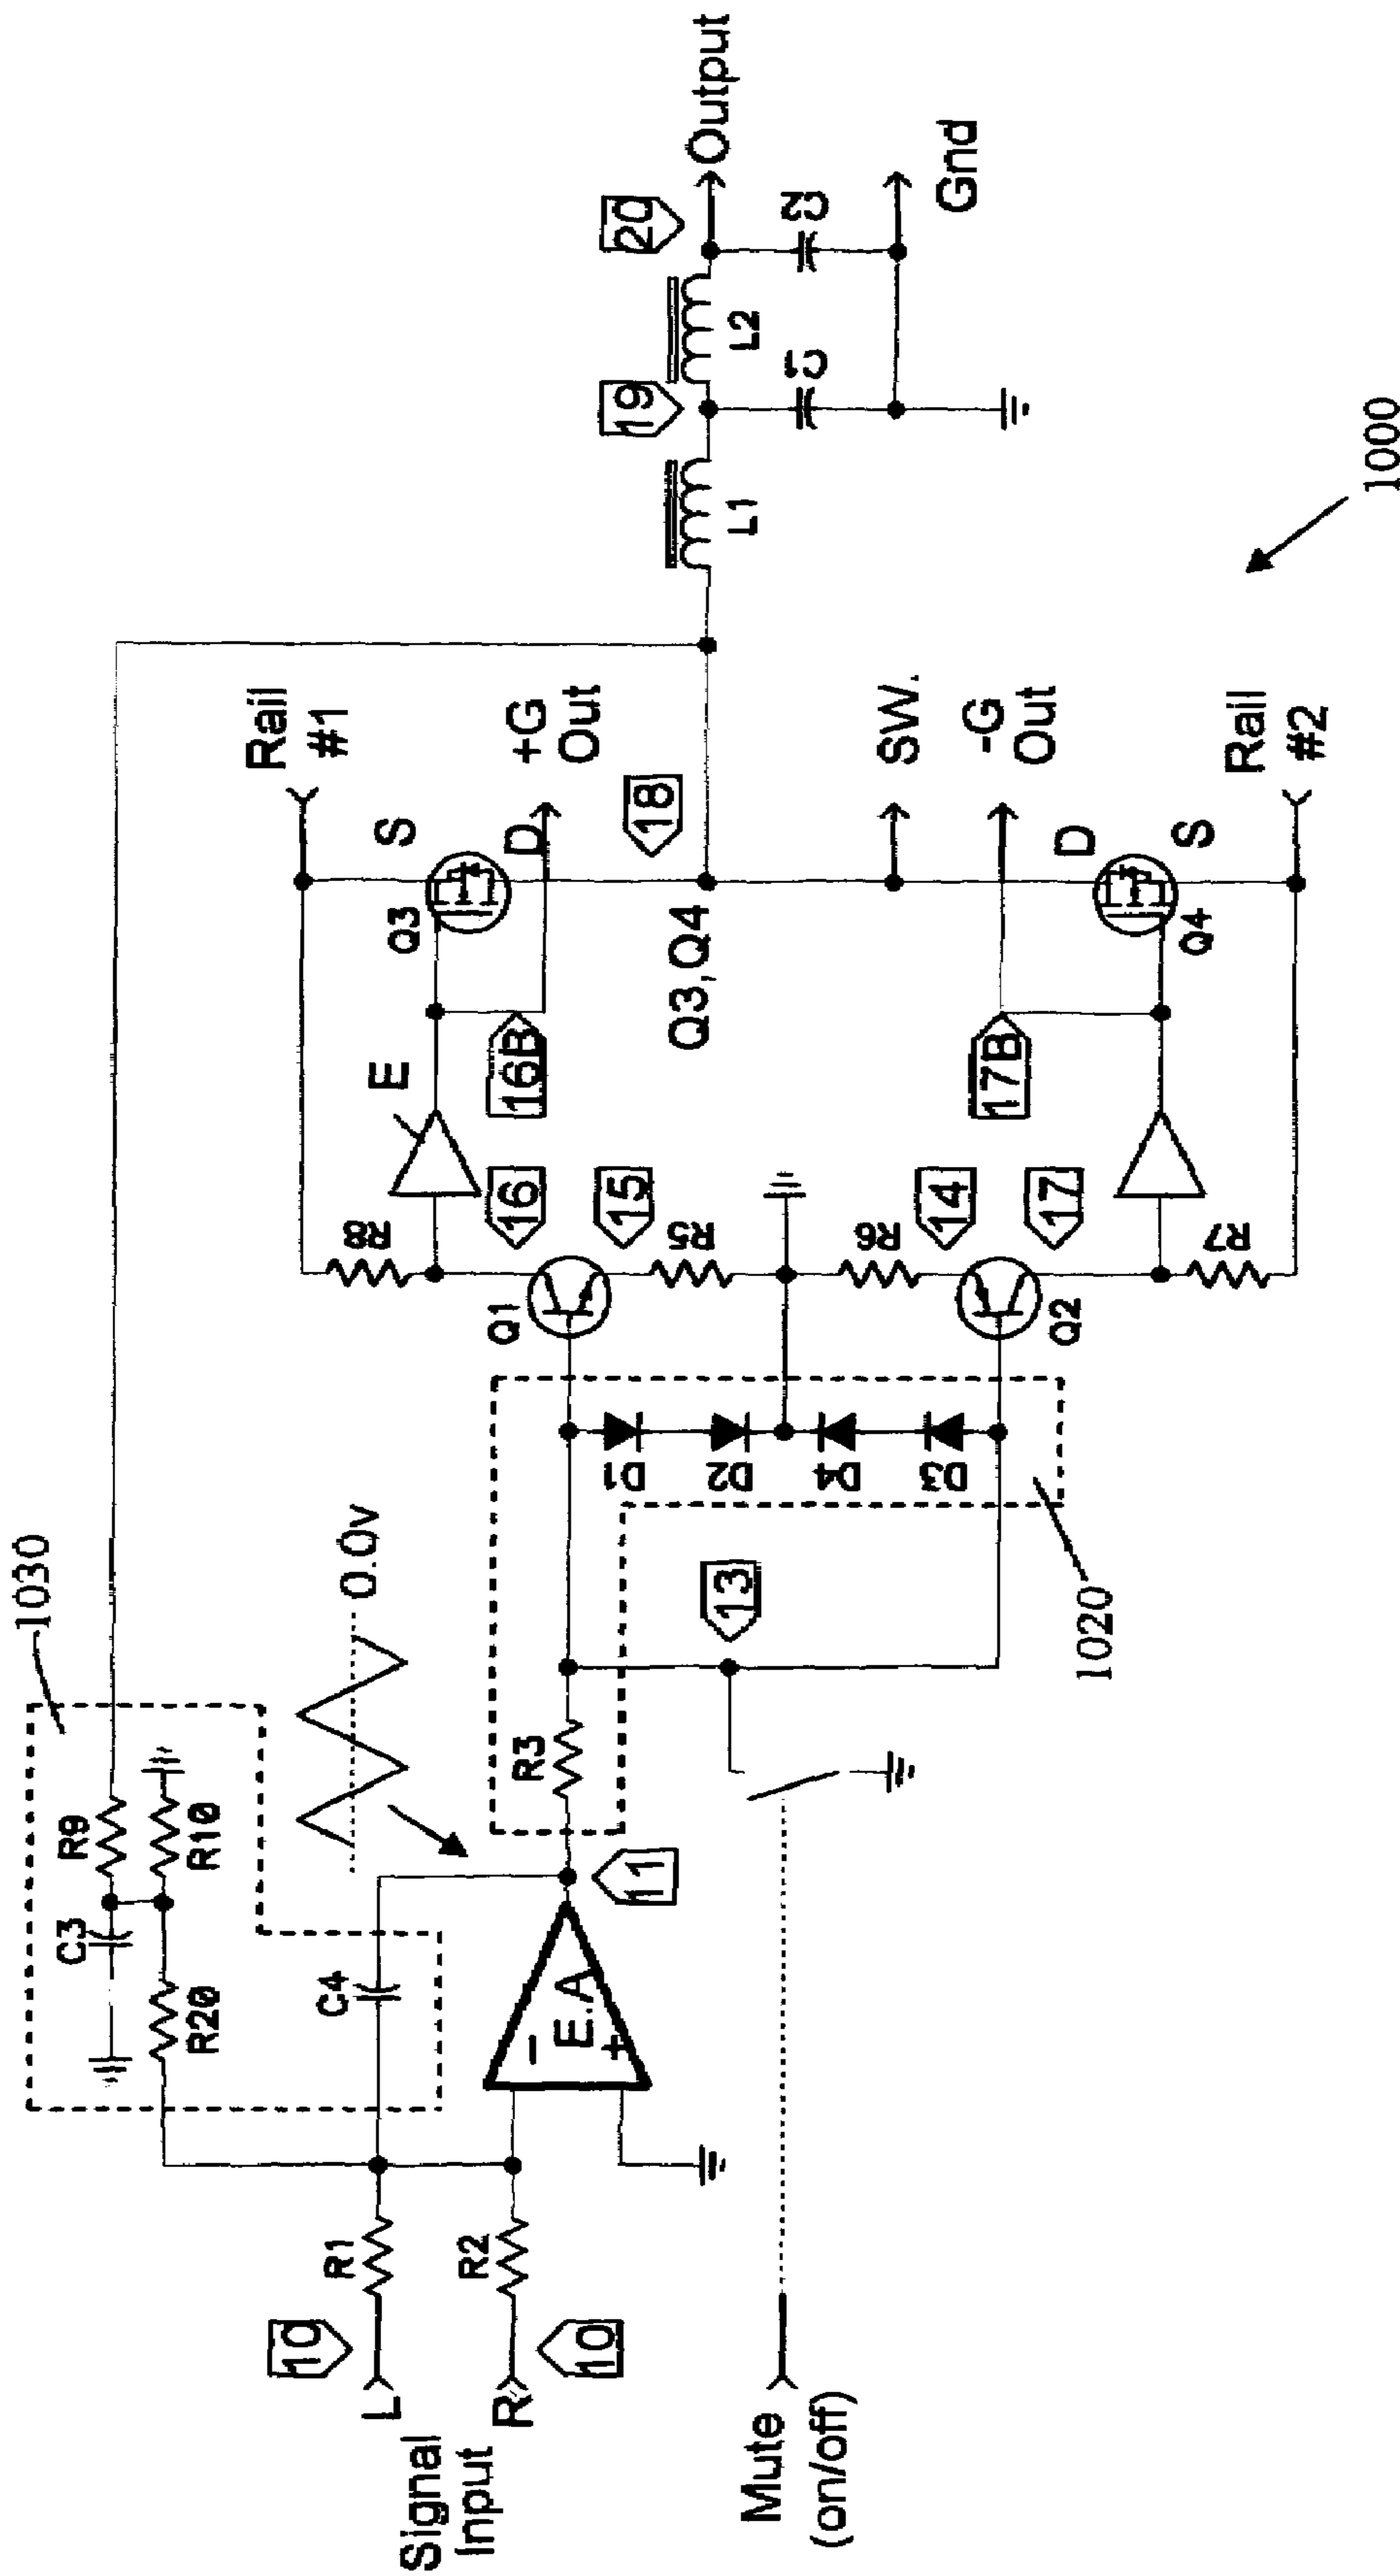 1030
C3
R9
R20
R10
0.0v
C4
10
L
R1
Signal
Input
R
R2
10
E.A
-
+
11
R3
13
1020
Mute
(on/off)
D1
D2
D4
D3
Q1
Q2
R8
16
15
R5
R6
14
17
R7
E
16B
17B
Q3
S
D
Q3,Q4
18
D
S
Q4
Rail
#1
+G
Out
SW.
-G
Out
Rail
#2
L1
19
L2
20
C1
C2
Output
Gnd
1000